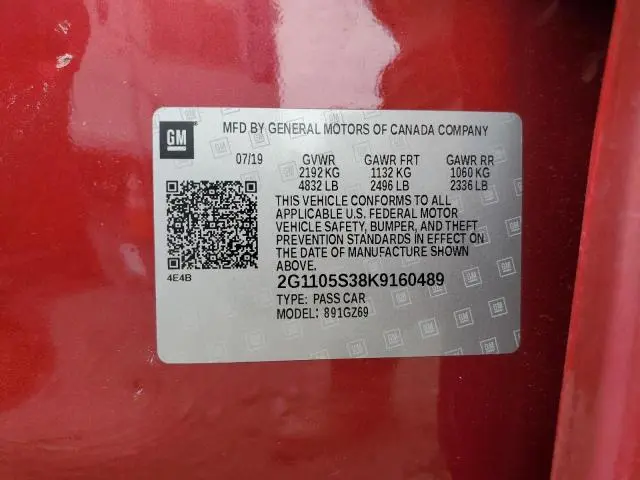 GM
MFD BY GENERAL MOTORS OF CANADA COMPANY
07/19 GVWR GAWR FRT GAWR RR
2192 KG 1132 KG 1060 KG
4832 LB 2496 LB 2336 LB
THIS VEHICLE CONFORMS TO ALL
APPLICABLE U.S. FEDERAL MOTOR
VEHICLE SAFETY, BUMPER, AND THEFT
PREVENTION STANDARDS IN EFFECT ON
THE DATE OF MANUFACTURE SHOWN
ABOVE.
4E4B
2G1105S38K9160489
TYPE: PASS CAR
MODEL: 891GZ69